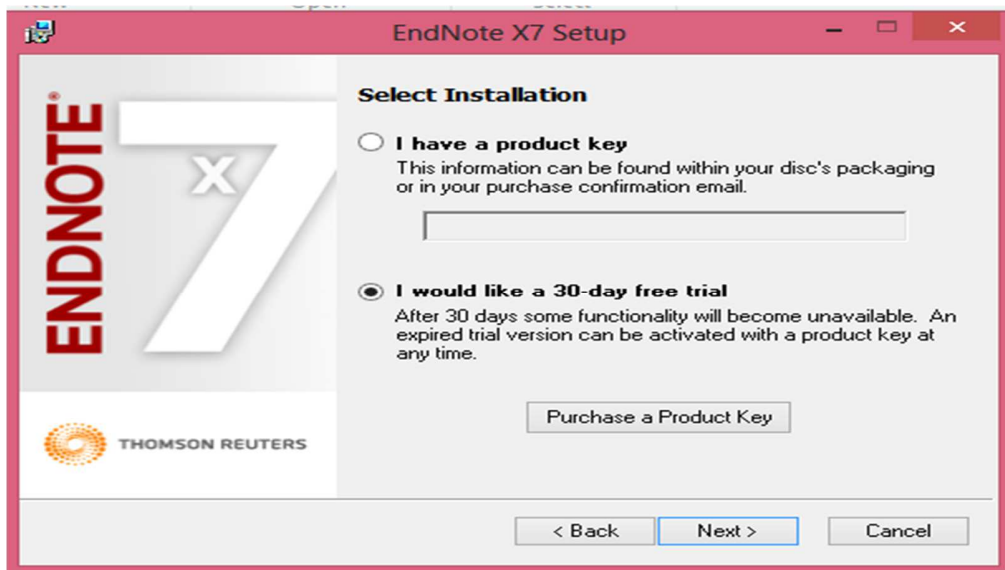 EndNote X7 Setup
ENDNOTE®
X7
THOMSON REUTERS
Select Installation
I have a product key
This information can be found within your disc's packaging
or in your purchase confirmation email.
I would like a 30-day free trial
After 30 days some functionality will become unavailable. An
expired trial version can be activated with a product key at
any time.
Purchase a Product Key
< Back
Next >
Cancel